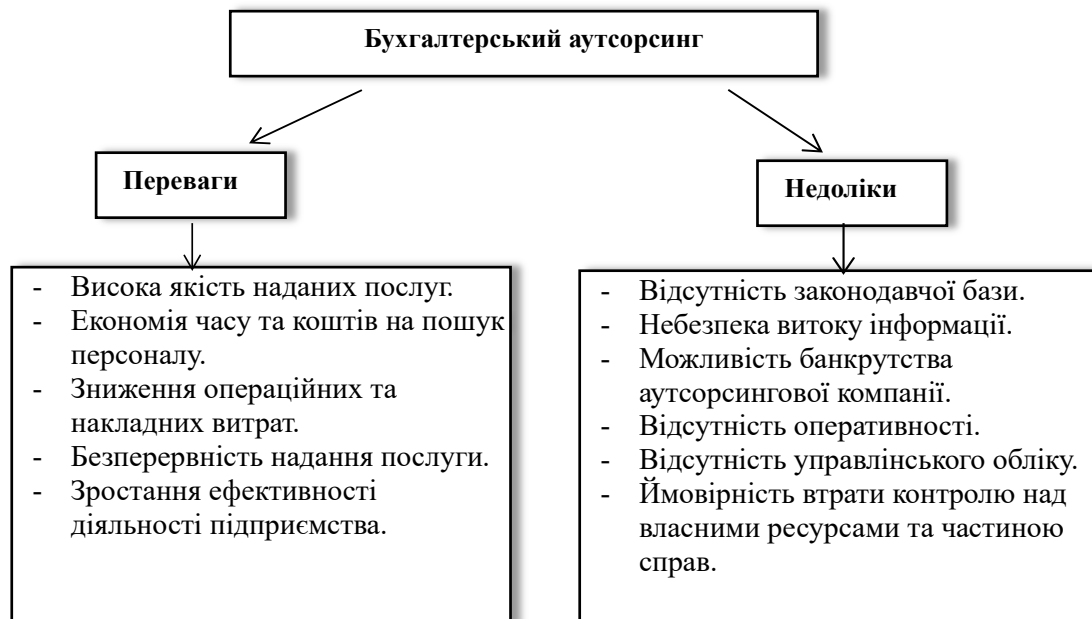 Бухгалтерський аутсорсинг
Переваги
Недоліки
- Висока якість наданих послуг.
- Економія часу та коштів на пошук
персоналу.
- Зниження операційних та
накладних витрат.
- Безперервність надання послуги.
- Зростання ефективності
діяльності підприємства.
- Відсутність законодавчої бази.
- Небезпека витоку інформації.
- Можливість банкрутства
аутсорсингової компанії.
- Відсутність оперативності.
- Відсутність управлінського обліку.
- Ймовірність втрати контролю над
власними ресурсами та частиною
справ.